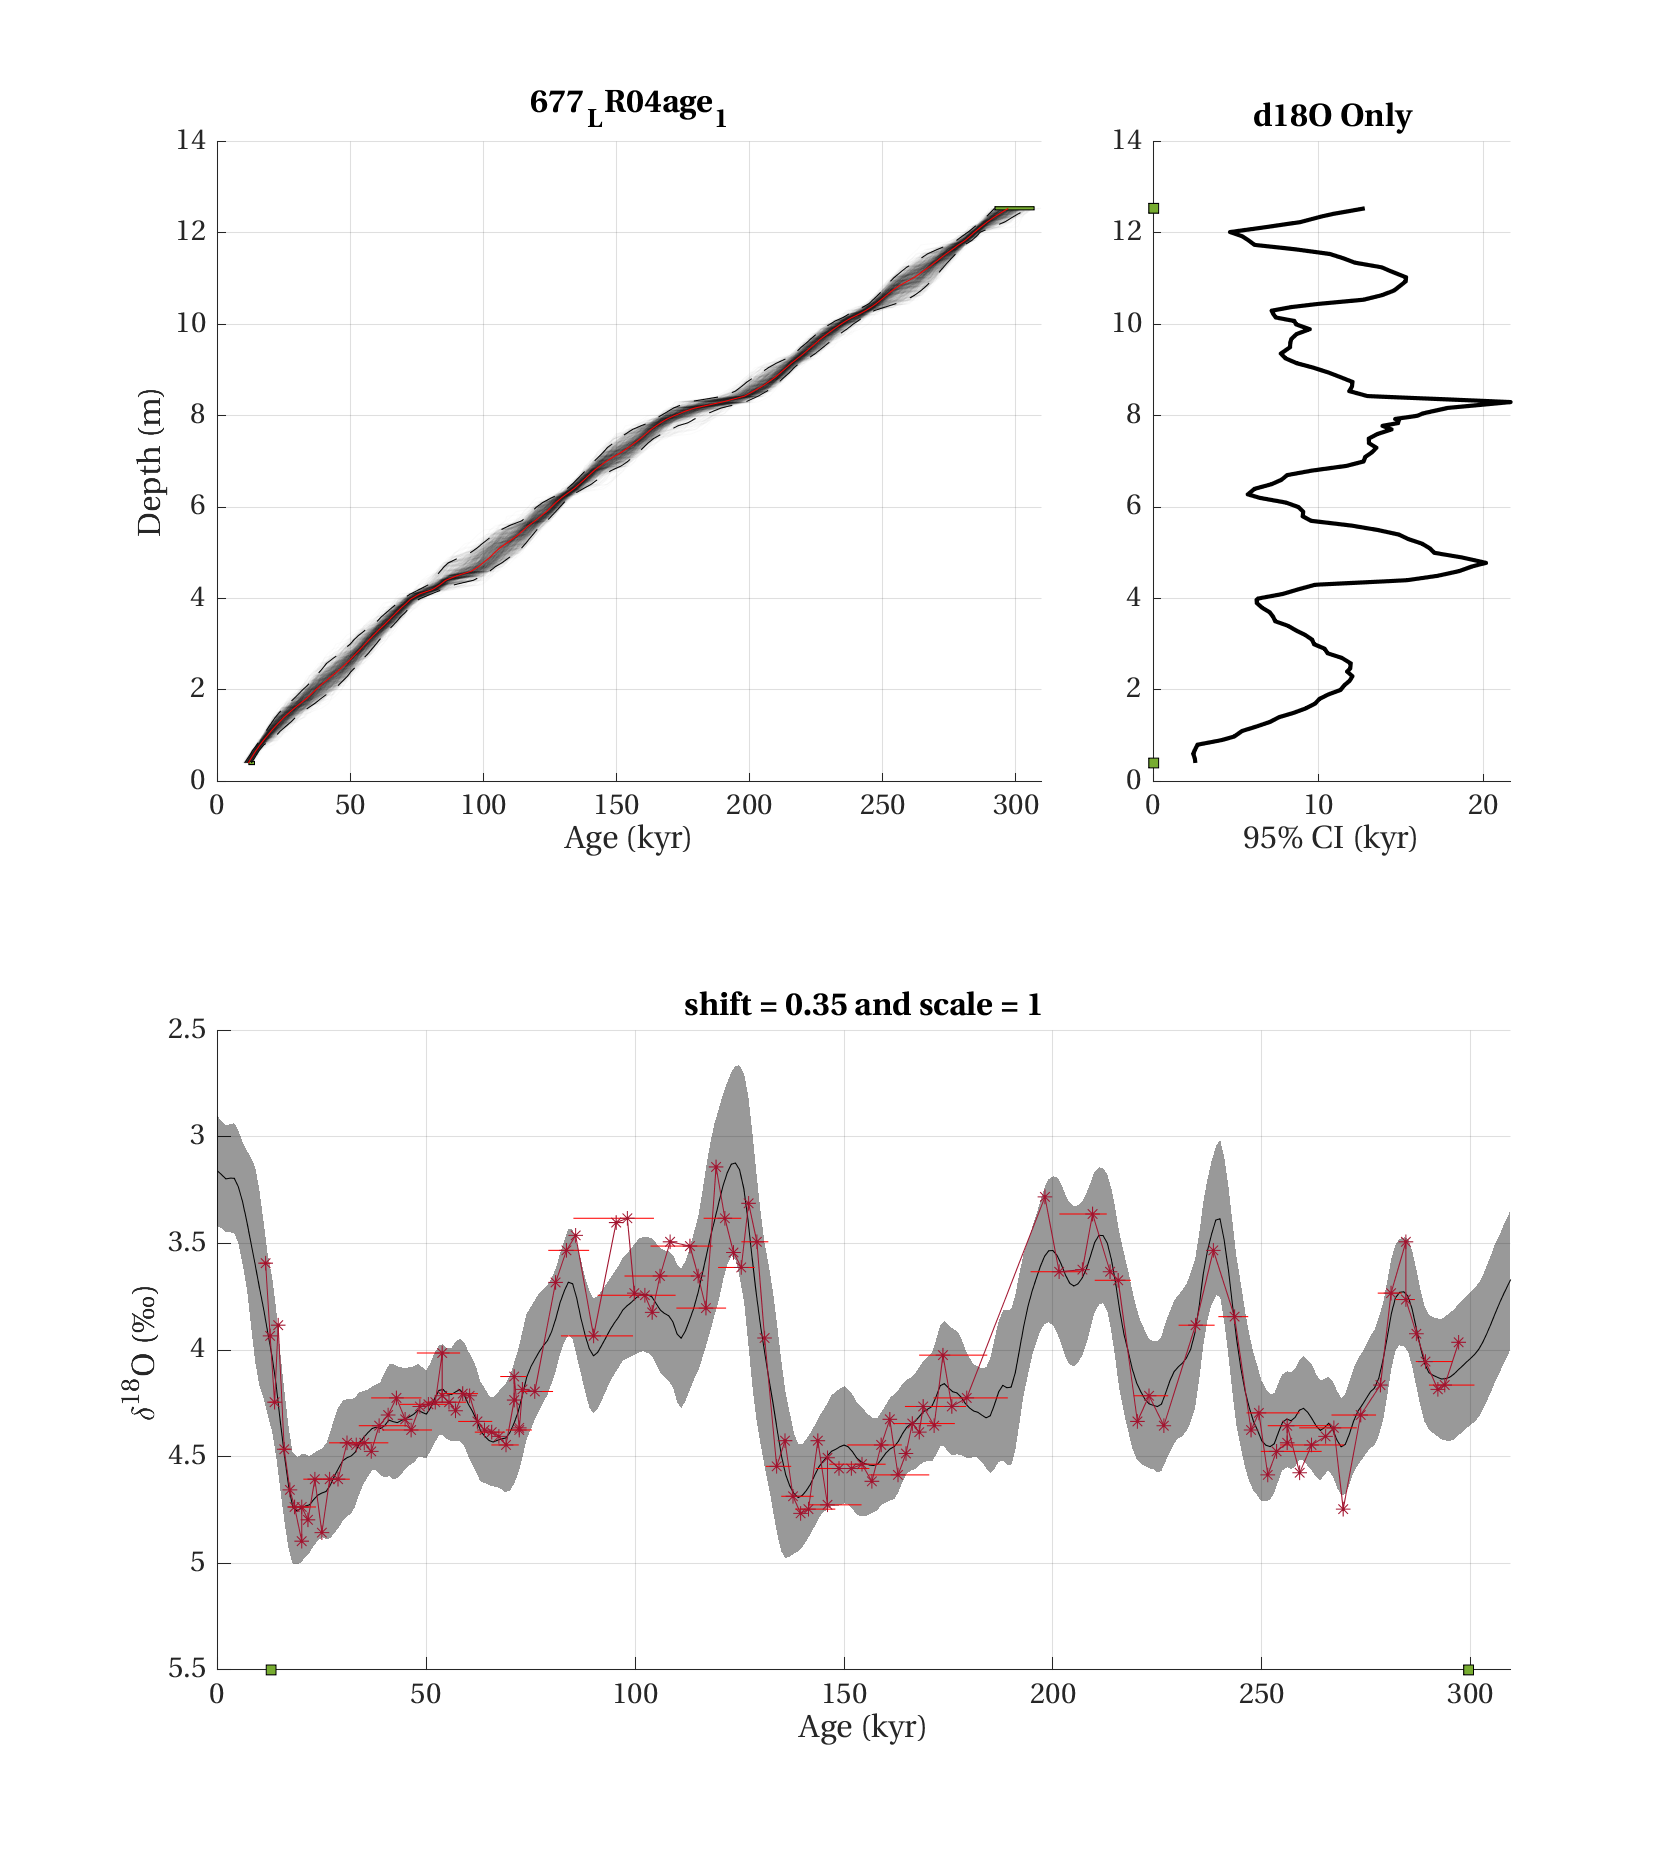 677_L R04age_1
14
12
10
8
6
4
2
0
0 50 100 150 200 250 300
Depth (m)
Age (kyr)
d18O Only
14
12
10
8
6
4
2
0
0 10 20
95% CI (kyr)
shift = 0.35 and scale = 1
2.5
3
3.5
4
4.5
5
5.5
0 50 100 150 200 250 300
δ¹⁸O (‰)
Age (kyr)